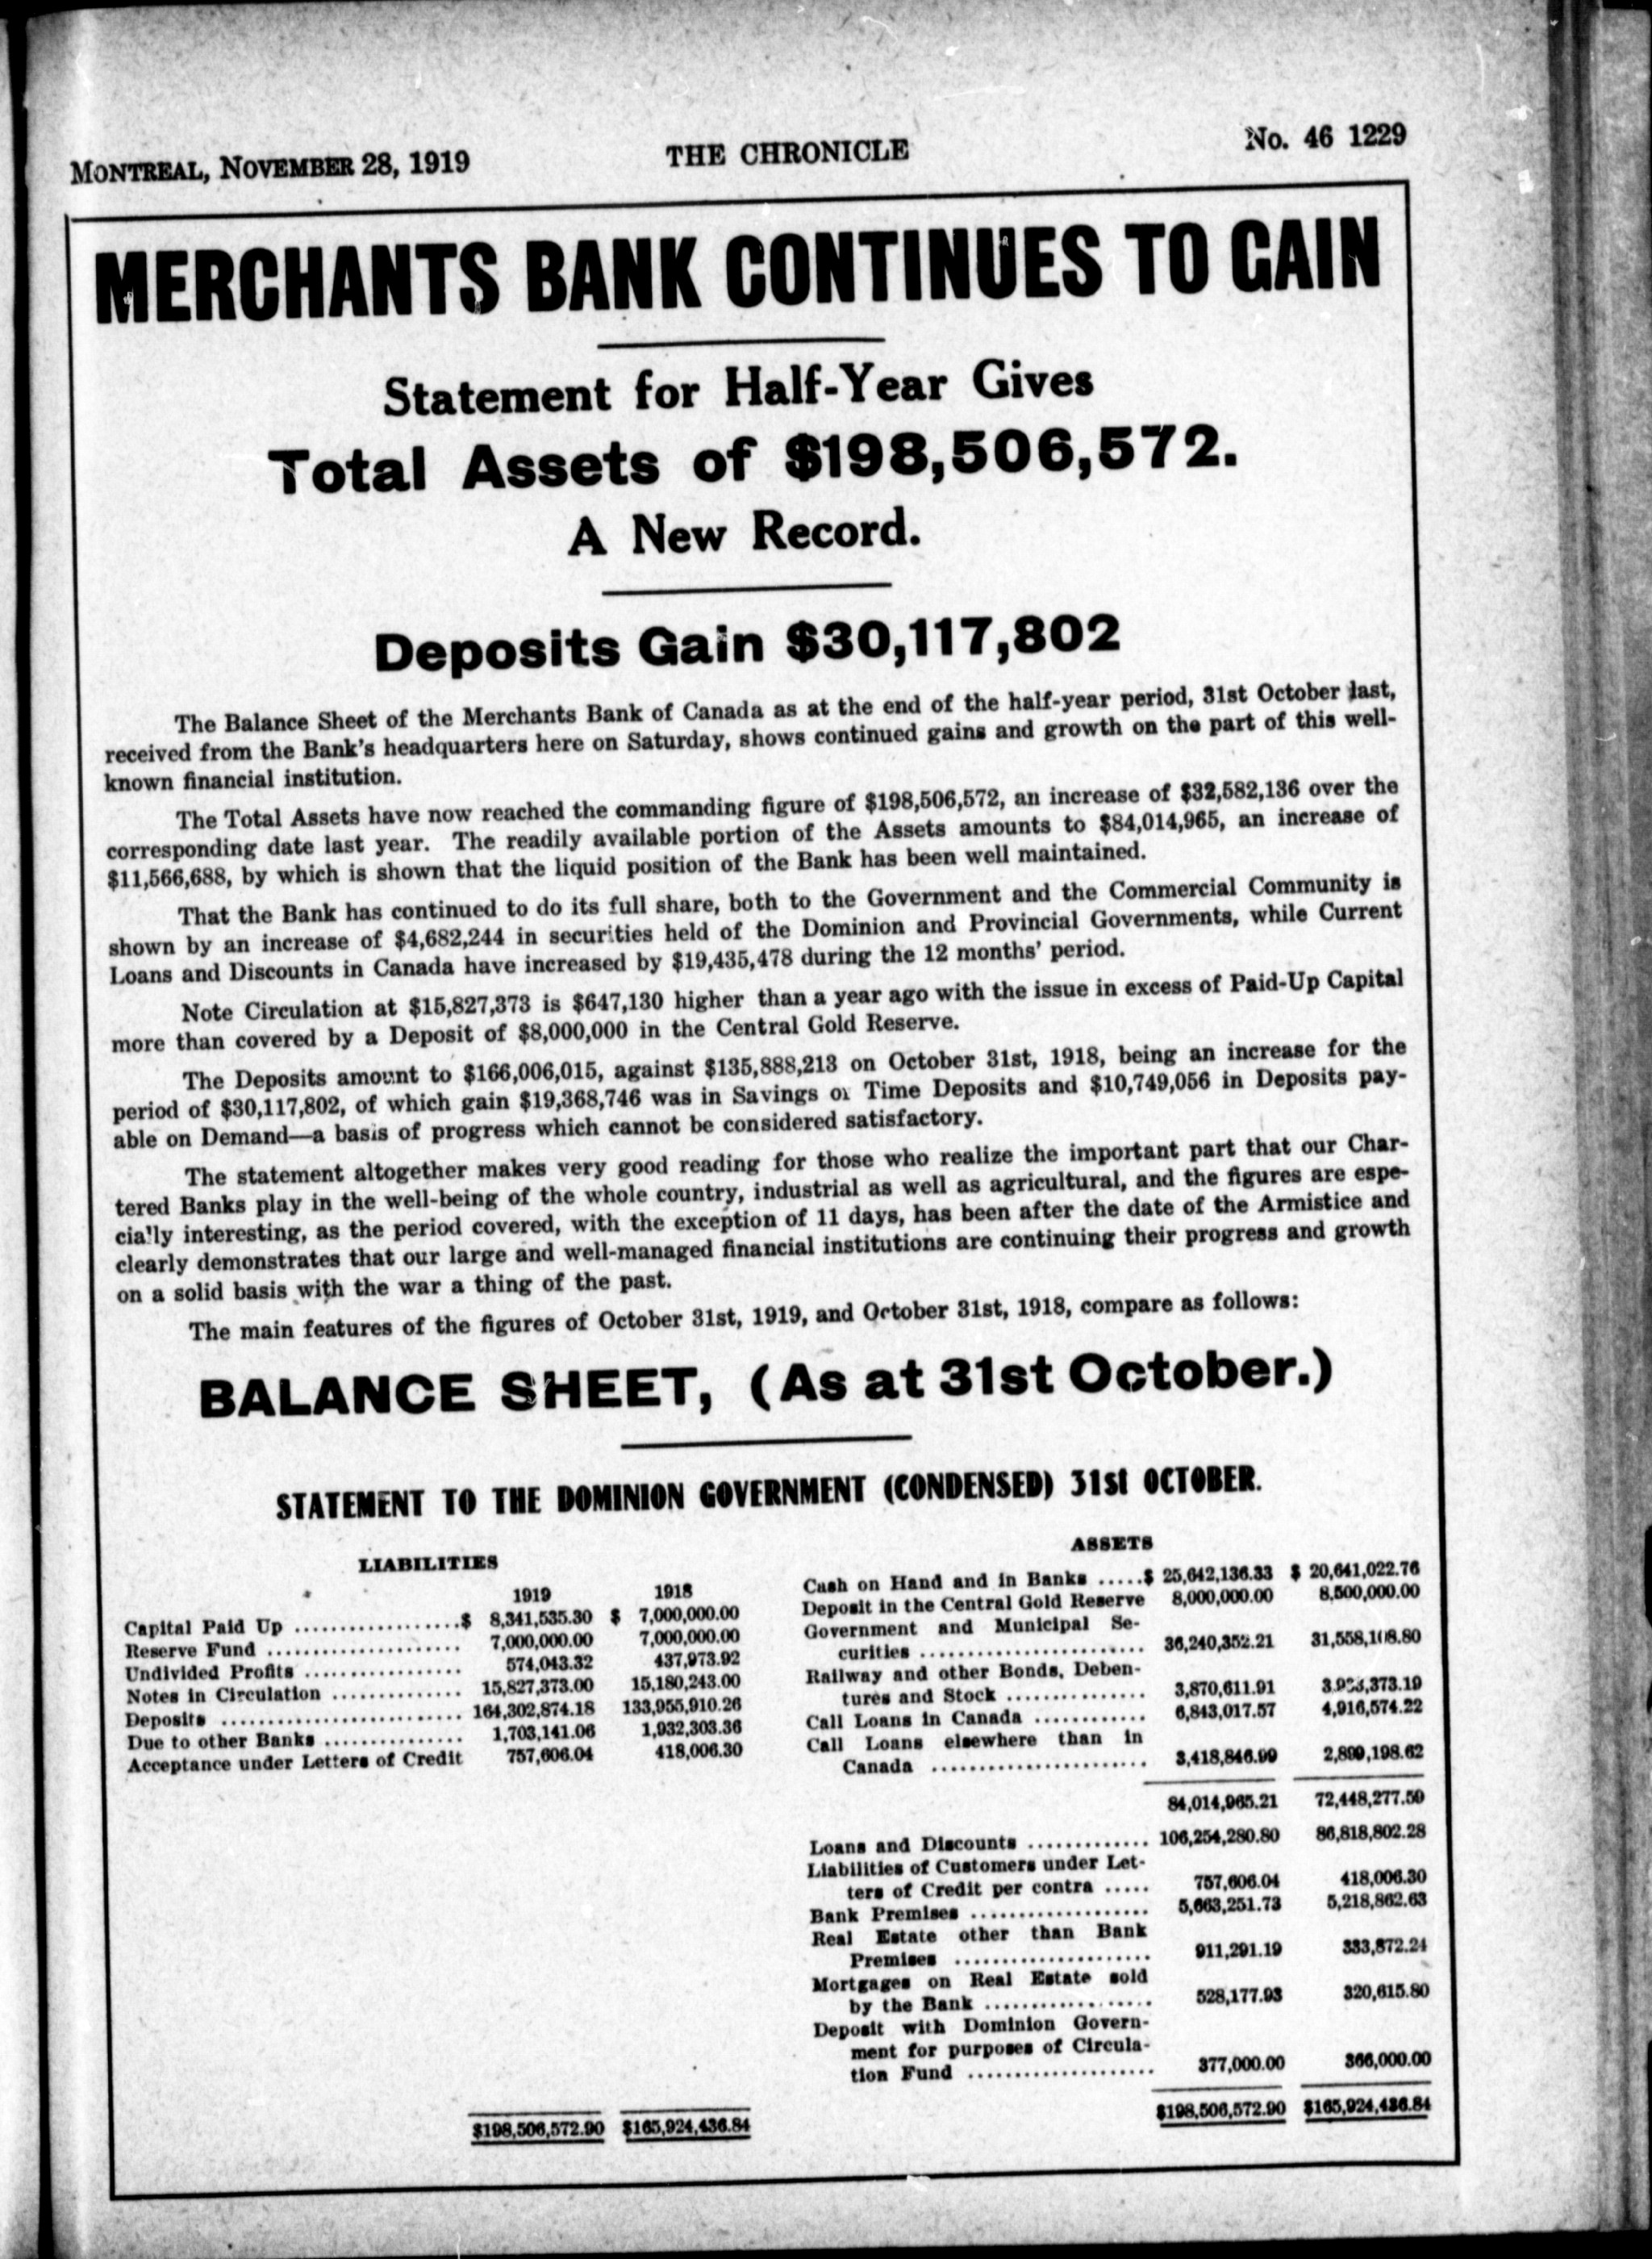 MONTREAL, NOVEMBER 28, 1919 THE CHRONICLE No. 46 1229
MERCHANTS BANK CONTINUES TO GAIN
Statement for Half-Year Gives
Total Assets of $198,506,572.
A New Record.
Deposits Gain $30,117,802
The Balance Sheet of the Merchants Bank of Canada as at the end of the half-year period, 31st October last,
received from the Bank's headquarters here on Saturday, shows continued gains and growth on the part of this well-
known financial institution.
The Total Assets have now reached the commanding figure of $198,506,572, an increase of $32,582,136 over the
corresponding date last year. The readily available portion of the Assets amounts to $84,014,965, an increase of
$11,566,688, by which is shown that the liquid position of the Bank has been well maintained.
That the Bank has continued to do its full share, both to the Government and the Commercial Community is
shown by an increase of $4,682,244 in securities held of the Dominion and Provincial Governments, while Current
Loans and Discounts in Canada have increased by $19,435,478 during the 12 months' period.
Note Circulation at $15,827,373 is $647,130 higher than a year ago with the issue in excess of Paid-Up Capital
more than covered by a Deposit of $8,000,000 in the Central Gold Reserve.
The Deposits amount to $166,006,015, against $135,888,213 on October 31st, 1918, being an increase for the
period of $30,117,802, of which gain $19,368,746 was in Savings or Time Deposits and $10,749,056 in Deposits pay-
able on Demand—a basis of progress which cannot be considered satisfactory.
The statement altogether makes very good reading for those who realize the important part that our Char-
tered Banks play in the well-being of the whole country, industrial as well as agricultural, and the figures are espe-
cially interesting, as the period covered, with the exception of 11 days, has been after the date of the Armistice and
clearly demonstrates that our large and well-managed financial institutions are continuing their progress and growth
on a solid basis with the war a thing of the past.
The main features of the figures of October 31st, 1919, and October 31st, 1918, compare as follows:
BALANCE SHEET, (As at 31st October.)
STATEMENT TO THE DOMINION GOVERNMENT (CONDENSED) 31st OCTOBER.
LIABILITIES
1919 1918
Capital Paid Up ..................$ 8,341,535.30 $ 7,000,000.00
Reserve Fund ..................... 7,000,000.00 7,000,000.00
Undivided Profits ................. 574,043.32 437,973.92
Notes in Circulation .............. 15,827,373.00 15,180,243.00
Deposits .......................... 164,302,874.18 133,955,910.26
Due to other Banks ............... 1,703,141.06 1,932,303.36
Acceptance under Letters of Credit 757,606.04 418,006.30
$198,506,572.90 $165,924,436.84
ASSETS
Cash on Hand and in Banks .....$ 25,642,136.33 $ 20,641,022.76
Deposit in the Central Gold Reserve 8,000,000.00 8,500,000.00
Government and Municipal Se-
curities ...................... 36,240,352.21 31,558,108.80
Railway and other Bonds, Deben-
tures and Stock ............... 3,870,611.91
Call Loans in Canada ............ 6,843,017.57 4,916,574.22
Call Loans elsewhere than in
Canada ....................... 3,418,846.99 2,899,198.62
84,014,965.21 72,448,277.59
Loans and Discounts ............. 106,254,280.80 86,818,802.28
Liabilities of Customers under Let-
ters of Credit per contra ..... 757,606.04 418,006.30
Bank Premises ................... 5,663,251.73 5,218,862.63
Real Estate other than Bank
Premises ..................... 911,291.19 333,872.24
Mortgages on Real Estate sold
by the Bank .................. 528,177.93 320,615.80
Deposit with Dominion Govern-
ment for purposes of Circula-
tion Fund .................... 377,000.00 366,000.00
$198,506,572.90 $165,924,436.84